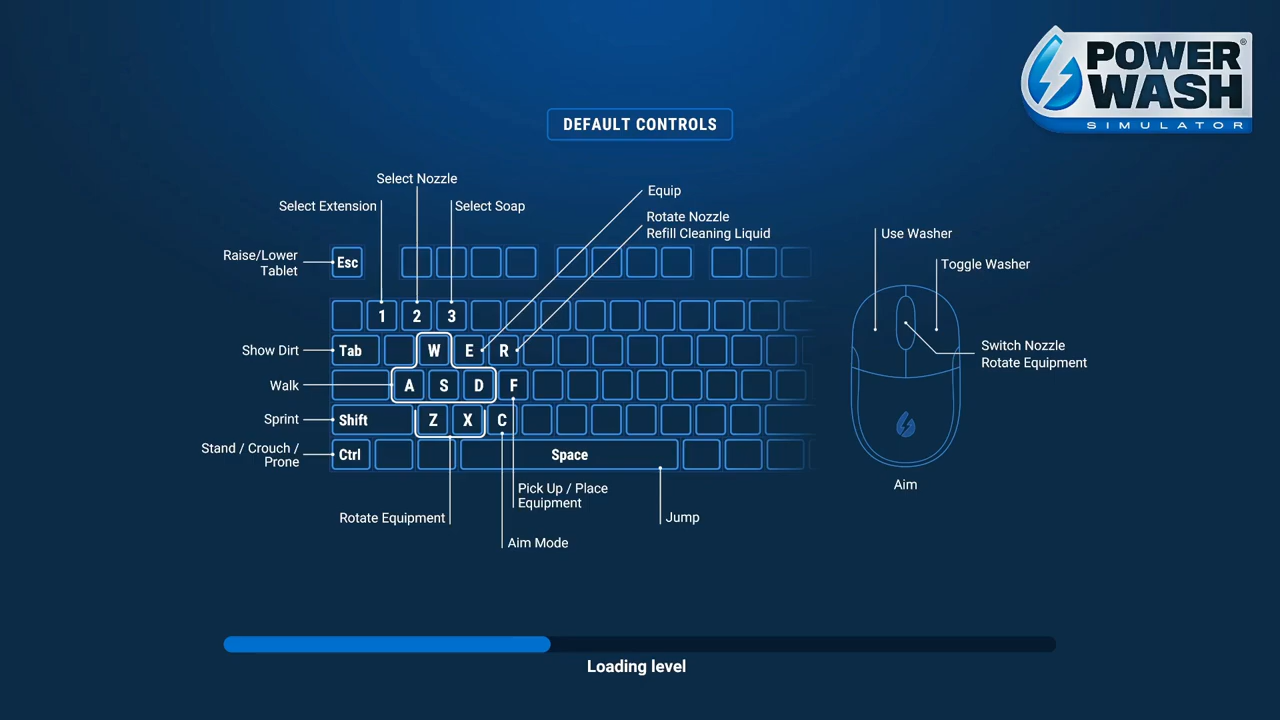 POWER
WASH
SIMULATOR
®
DEFAULT CONTROLS
Select Nozzle
Select Extension
Select Soap
Equip
Rotate Nozzle
Refill Cleaning Liquid
Raise/Lower
Tablet
Esc
1
2
3
Show Dirt
Tab
W
E
R
Walk
A
S
D
F
Sprint
Shift
Z
X
C
Stand / Crouch /
Prone
Ctrl
Space
Pick Up / Place
Equipment
Rotate Equipment
Jump
Aim Mode
Use Washer
Toggle Washer
Switch Nozzle
Rotate Equipment
Aim
Loading level